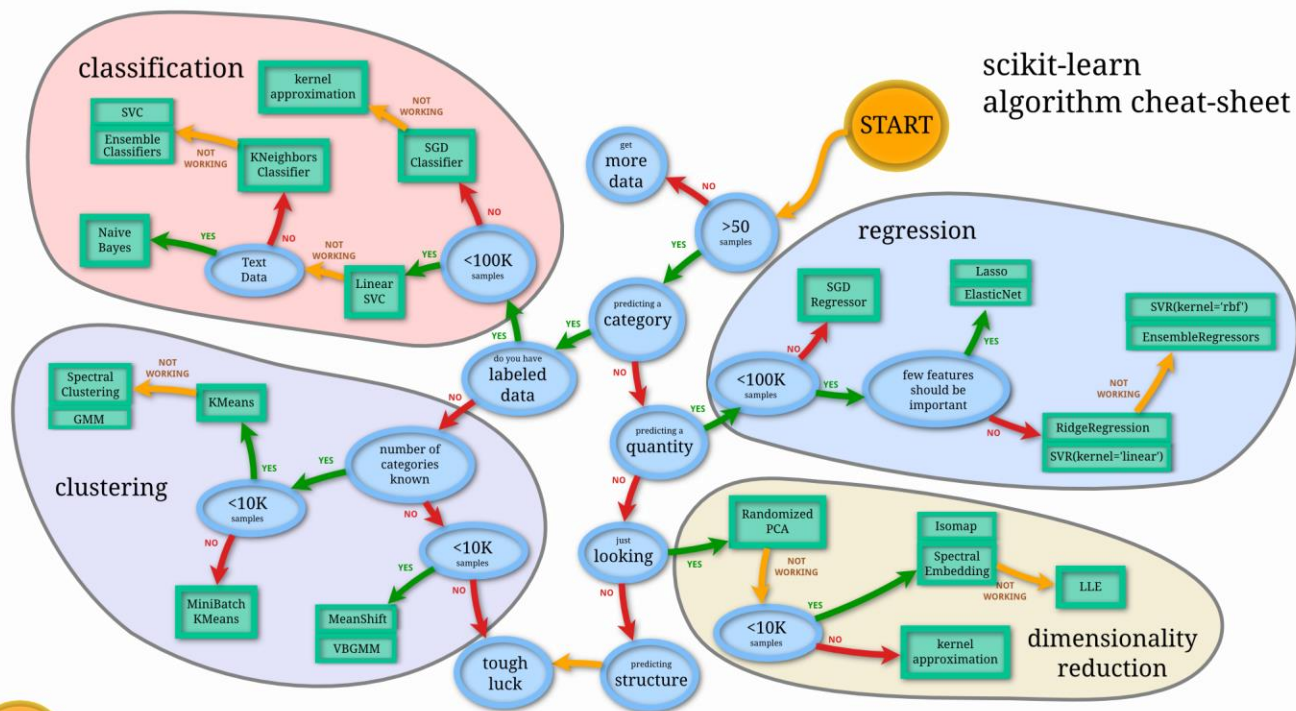 scikit-learn
algorithm cheat-sheet
START
get
more
data
NO
>50
samples
YES
predicting a
category
YES
NO
do you have
labeled
data
YES
NO
predicting a
quantity
YES
NO
just
looking
YES
NO
predicting
structure
tough
luck
classification
kernel
approximation
NOT
WORKING
SGD
Classifier
NO
<100K
samples
YES
Linear
SVC
NOT
WORKING
Text
Data
YES
Naive
Bayes
NO
KNeighbors
Classifier
NOT
WORKING
SVC
Ensemble
Classifiers
clustering
number of
categories
known
YES
NO
<10K
samples
YES
KMeans
NOT
WORKING
Spectral
Clustering
GMM
NO
MiniBatch
KMeans
<10K
samples
YES
MeanShift
VBGMM
NO
regression
<100K
samples
NO
SGD
Regressor
YES
few features
should be
important
YES
Lasso
ElasticNet
NO
RidgeRegression
SVR(kernel='linear')
NOT
WORKING
SVR(kernel='rbf')
EnsembleRegressors
dimensionality
reduction
Randomized
PCA
NOT
WORKING
<10K
samples
YES
Isomap
Spectral
Embedding
NOT
WORKING
LLE
NO
kernel
approximation